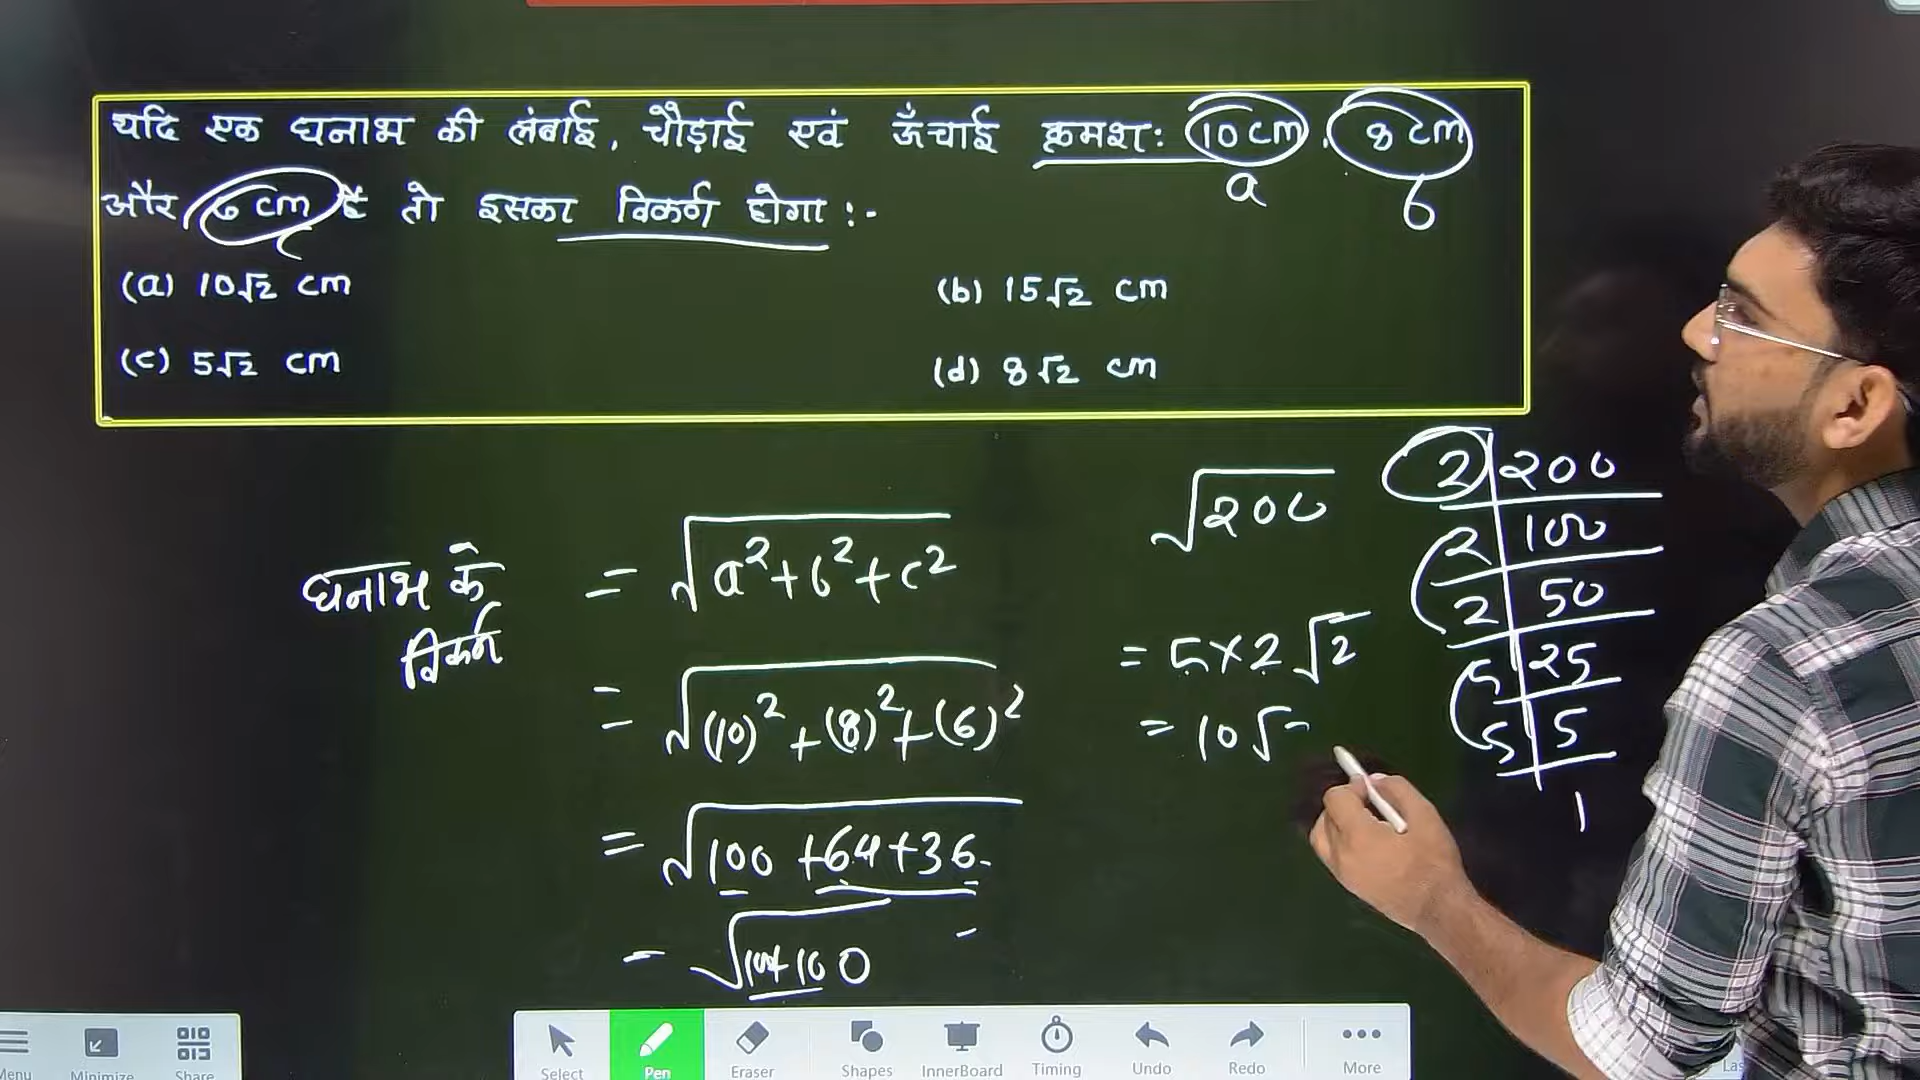 यदि एक घनाभ की लंबाई, चौड़ाई एवं ऊँचाई क्रमशः 10 cm, 8 cm
a
b
और 6 cm है तो इसका विकर्ण होगा :-
c
(a) 10√2 cm
(b) 15√2 cm
(c) 5√2 cm
(d) 8√2 cm
घनाभ के विकर्ण = √a²+b²+c²
= √(10)²+(8)²+(6)²
= √100+64+36
= √100+100
√200
= 5×2√2
= 10√
2 | 200
2 | 100
2 | 50
5 | 25
5 | 5
1
Menu
Minimize
Share
Select
Pen
Eraser
Shapes
InnerBoard
Timing
Undo
Redo
More